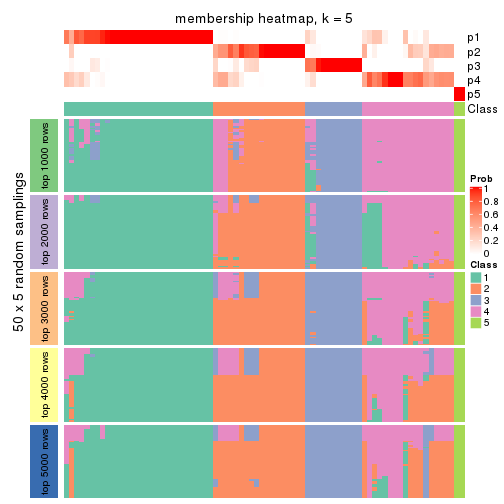 membership heatmap, k = 5
p1
p2
p3
p4
p5
Class
50 x 5 random samplings
top 1000 rows
top 2000 rows
top 3000 rows
top 4000 rows
top 5000 rows
Prob
1
0.8
0.6
0.4
0.2
0
Class
1
2
3
4
5